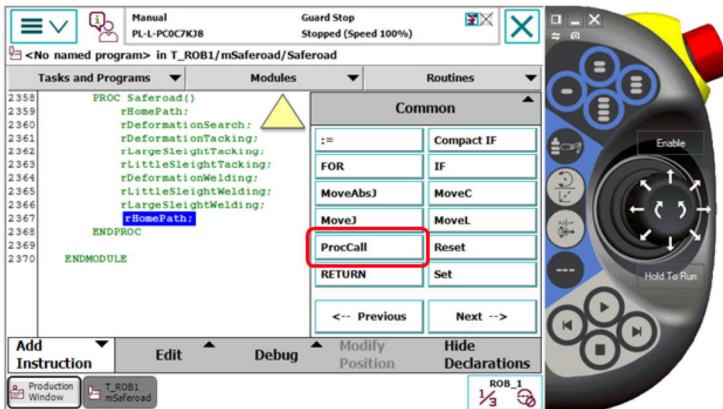 Manual
PL-L-PC0C7KJ8
Guard Stop
Stopped (Speed 100%)
<No named program> in T_ROB1/mSaferoad/Saferoad
Tasks and Programs
Modules
Routines
2358 PROC Saferoad()
2359 rHomePath;
2360 rDeformationSearch;
2361 rDeformationTacking;
2362 rLargeSleightTacking;
2363 rLittleSleightTacking;
2364 rDeformationWelding;
2365 rLittleSleightWelding;
2366 rLargeSleightWelding;
2367 rHomePath;
2368 ENDPROC
2369
2370 ENDMODULE
Common
:= Compact IF
FOR IF
MoveAbsJ MoveC
MoveJ MoveL
ProcCall Reset
RETURN Set
<-- Previous Next -->
Add Instruction
Edit
Debug
Modify Position
Hide Declarations
Production Window
T_ROB1 mSaferoad
ROB_1
1/3
Enable
Hold To Run